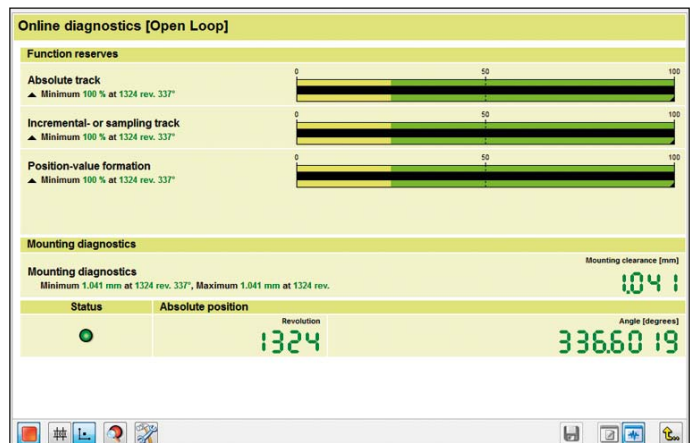 Online diagnostics [Open Loop]
Function reserves
Absolute track
Minimum 100 % at 1324 rev. 337°
0 50 100
Incremental- or sampling track
Minimum 100 % at 1324 rev. 337°
0 50 100
Position-value formation
Minimum 100 % at 1324 rev. 337°
0 50 100
Mounting diagnostics
Mounting diagnostics
Minimum 1.041 mm at 1324 rev. 337°, Maximum 1.041 mm at 1324 rev.
Mounting clearance [mm]
1.041
Status Absolute position
Revolution
1324
Angle [degrees]
336.6019